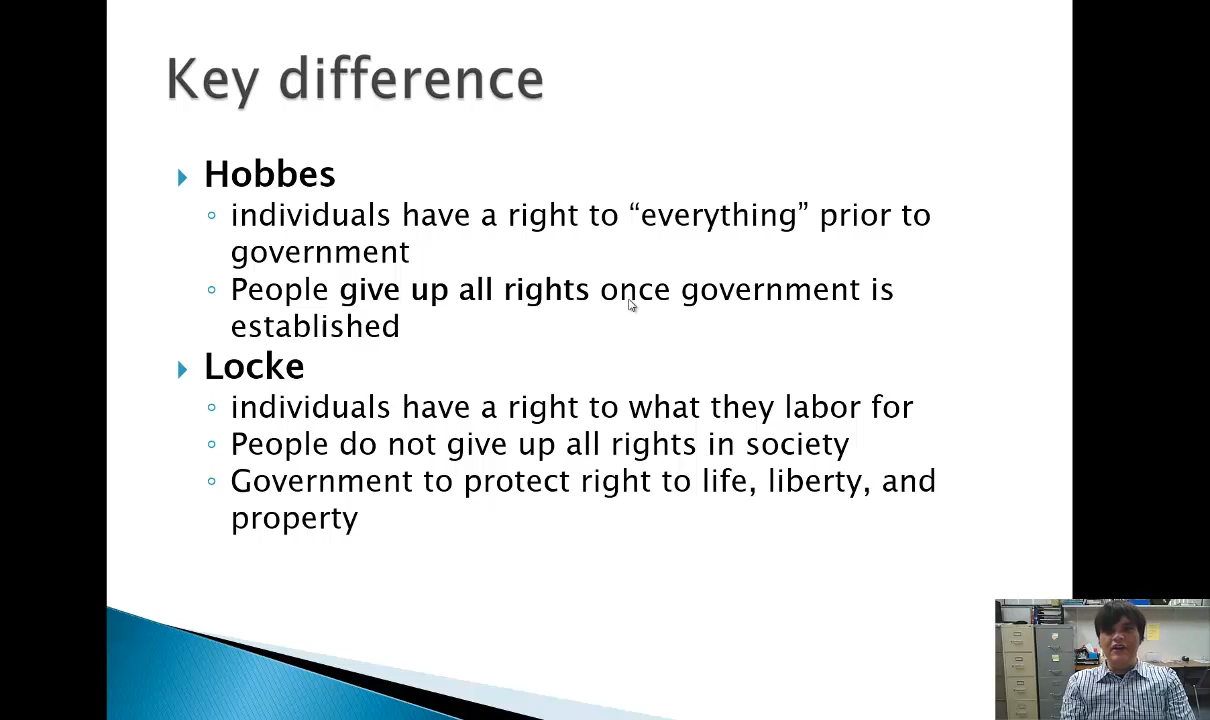 Key difference
Hobbes
individuals have a right to “everything” prior to
government
People give up all rights once government is
established
Locke
individuals have a right to what they labor for
People do not give up all rights in society
Government to protect right to life, liberty, and
property